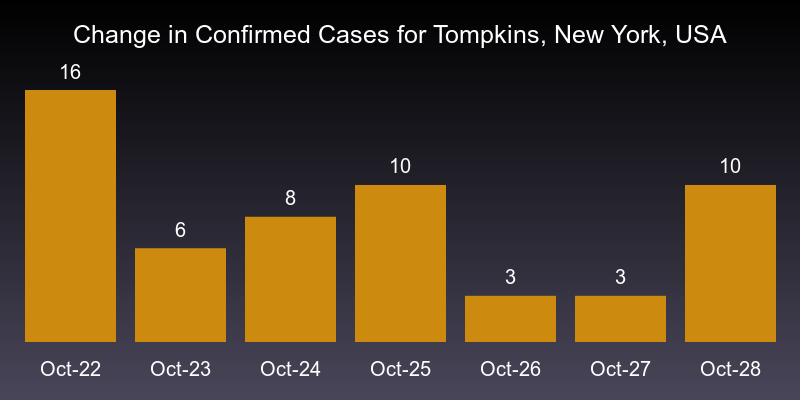 Change in Confirmed Cases for Tompkins, New York, USA
16
6
8
10
3
3
10
Oct-22
Oct-23
Oct-24
Oct-25
Oct-26
Oct-27
Oct-28